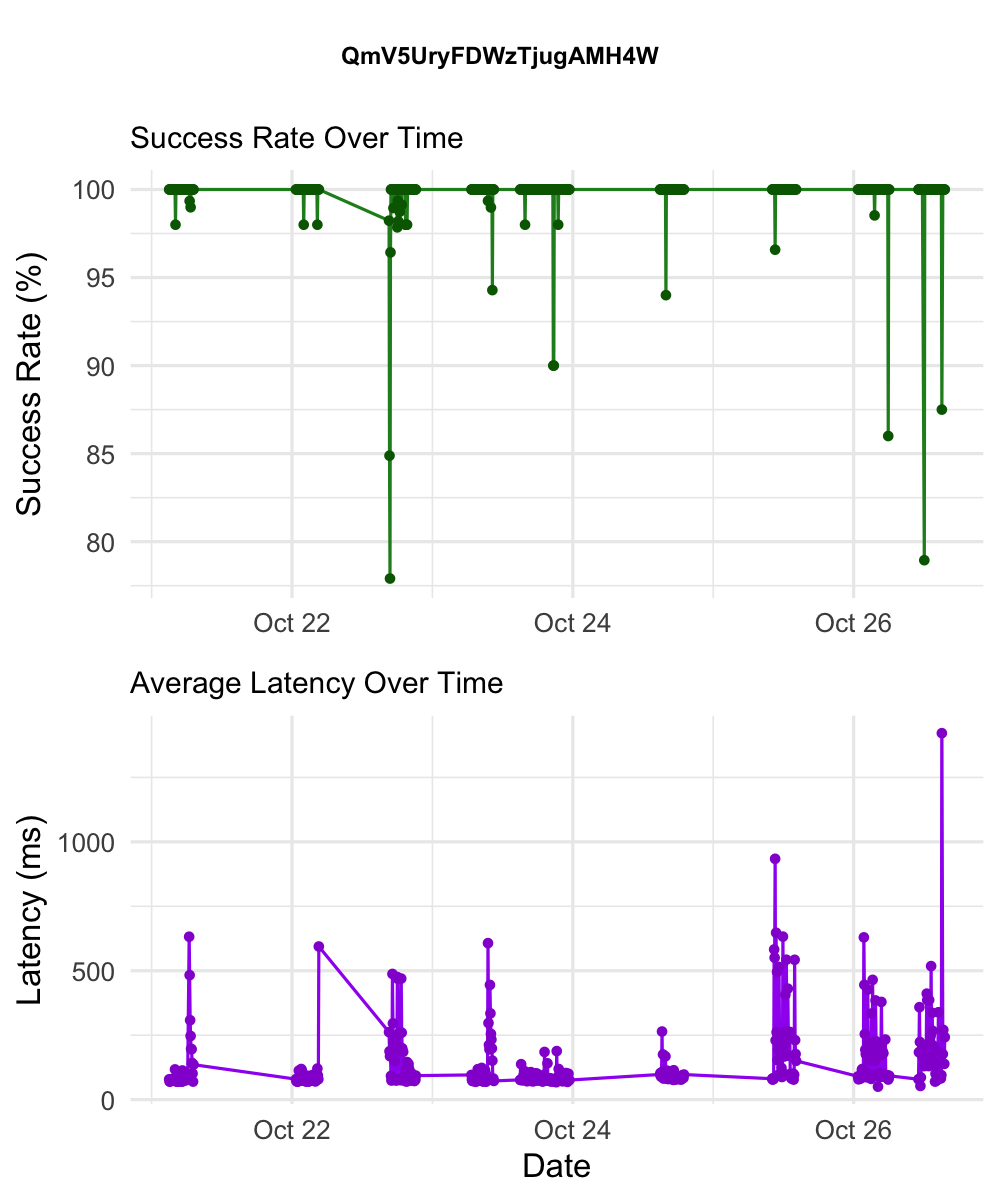 QmV5UryFDWzTjugAMH4W
Success Rate Over Time
Success Rate (%)
100
95
90
85
80
Oct 22
Oct 24
Oct 26
Average Latency Over Time
Latency (ms)
1000
500
0
Oct 22
Oct 24
Oct 26
Date